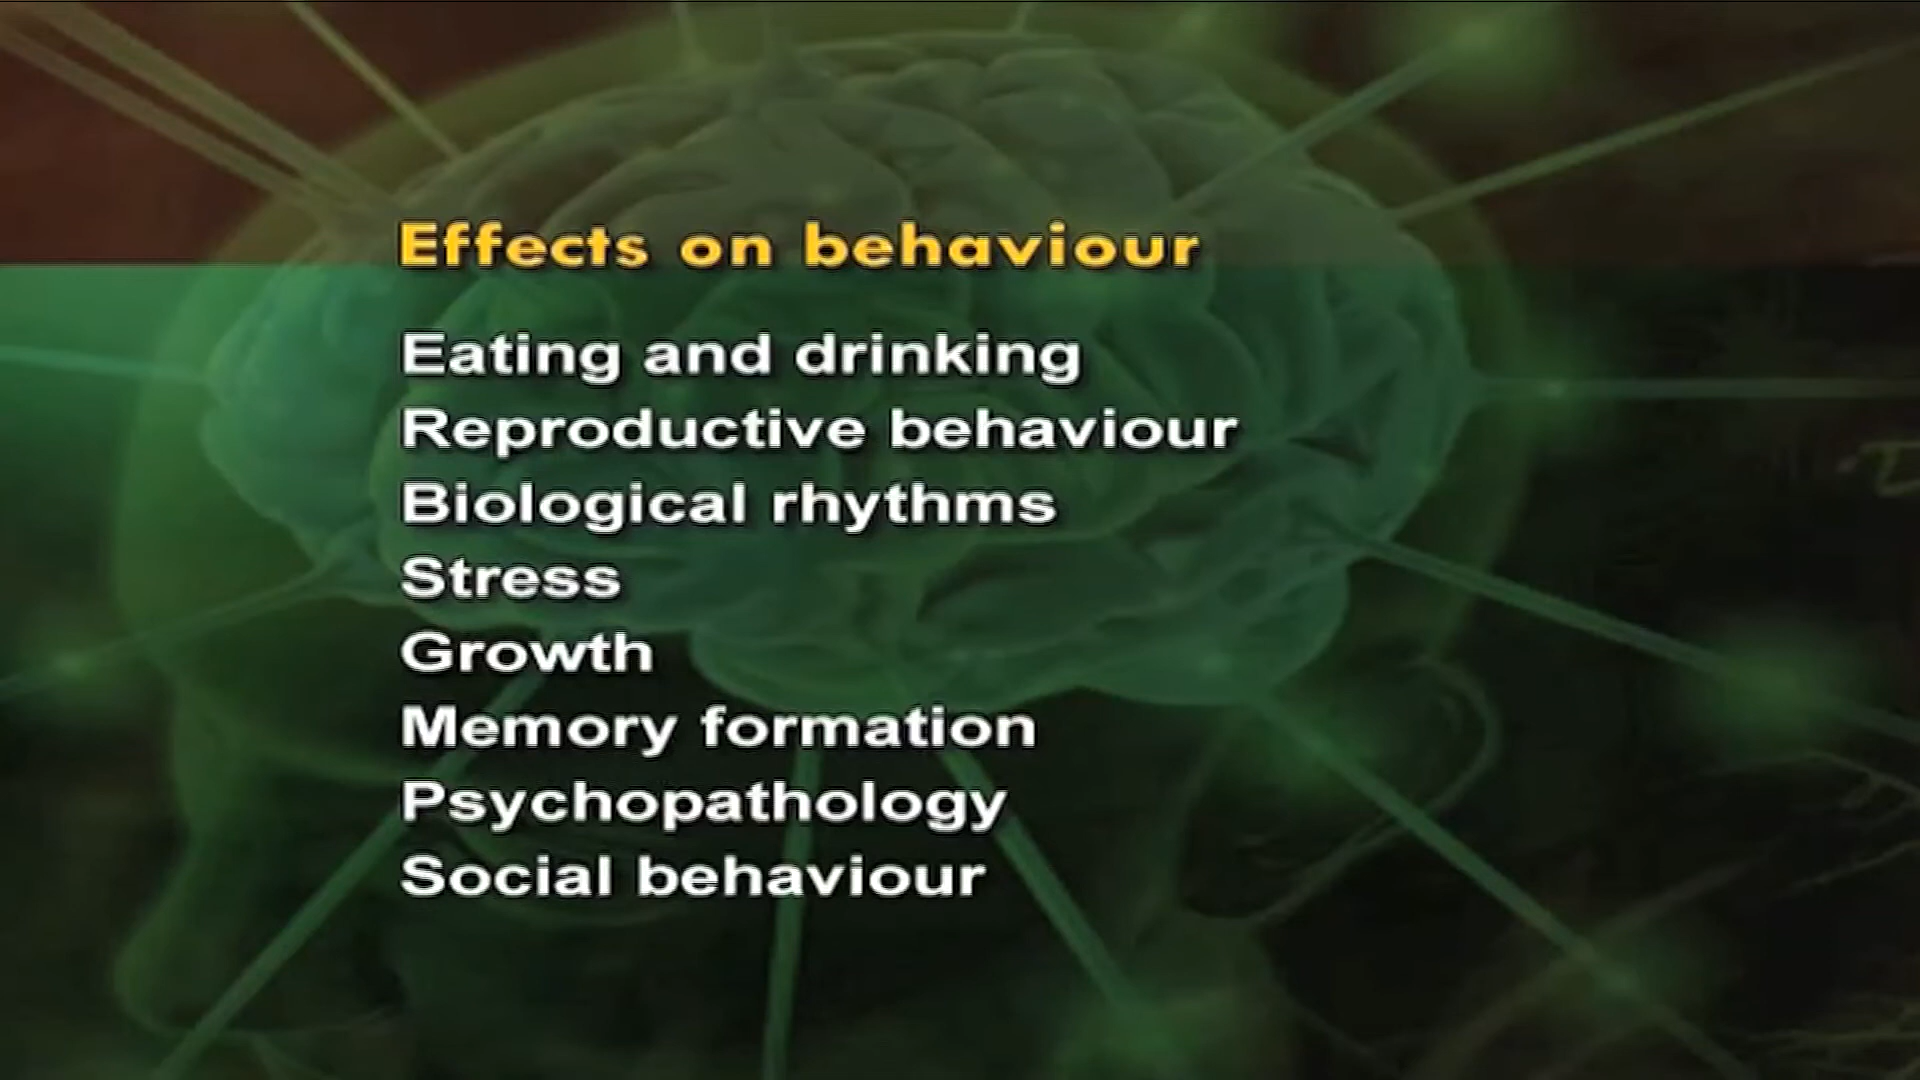 Effects on behaviour
Eating and drinking
Reproductive behaviour
Biological rhythms
Stress
Growth
Memory formation
Psychopathology
Social behaviour